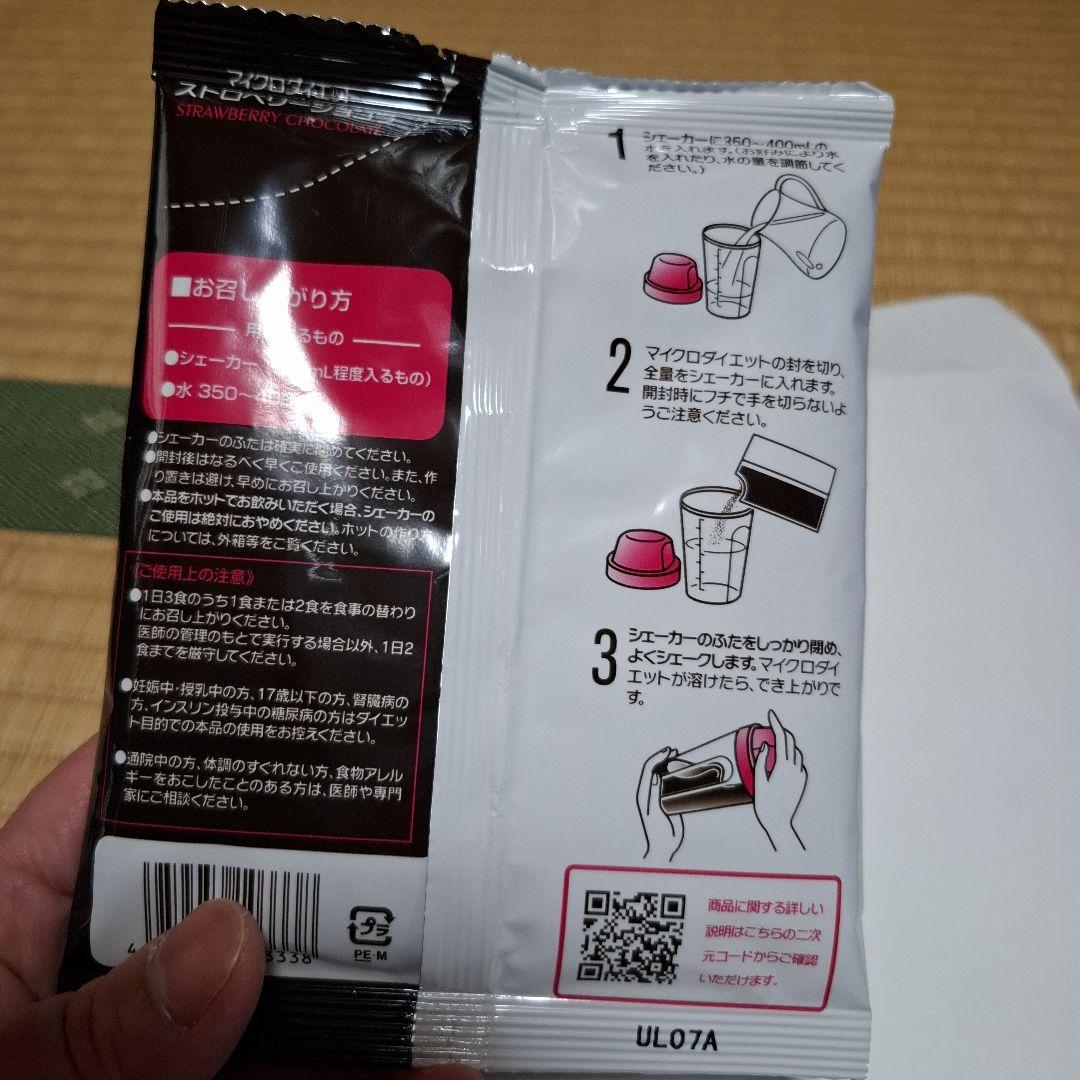 マイクロダイエット
ストロベリーショコラ
STRAWBERRY CHOCOLATE
■お召し がり方
用 るもの
●シェーカー mL程度入るもの)
●水 350〜4
●シェーカーのふたは確実に閉めてください。
●開封後はなるべく早くご使用ください。また、作
り置きは避け、早めにお召し上がりください。
●本品をホットでお飲みいただく場合、シェーカーの
ご使用は絶対におやめください。ホットの作り方
については、外箱等をご覧ください。
《ご使用上の注意》
●1日3食のうち1食または2食を食事の替わり
にお召し上がりください。
医師の管理のもとで実行する場合以外、1日2
食までを厳守してください。
●妊娠中・授乳中の方、17歳以下の方、腎臓病の
方、インスリン投与中の糖尿病の方はダイエッ
ト目的での本品の使用をお控えください。
●通院中の方、体調のすぐれない方、食物アレル
ギーをおこしたことのある方は、医師や専門
家にご相談ください。
4 3338
プラ
PE・M
1 シェーカーに350〜400mLの
水を入れます。(お好みにより氷
を入れたり、水の量を調節してく
ださい。)
2 マイクロダイエットの封を切り、
全量をシェーカーに入れます。
開封時にフチで手を切らないよ
うご注意ください。
3 シェーカーのふたをしっかり閉め、
よくシェークします。マイクロダイ
エットが溶けたら、でき上がりで
す。
商品に関する詳しい
説明はこちらの二次
元コードからご確認
いただけます。
UL07A